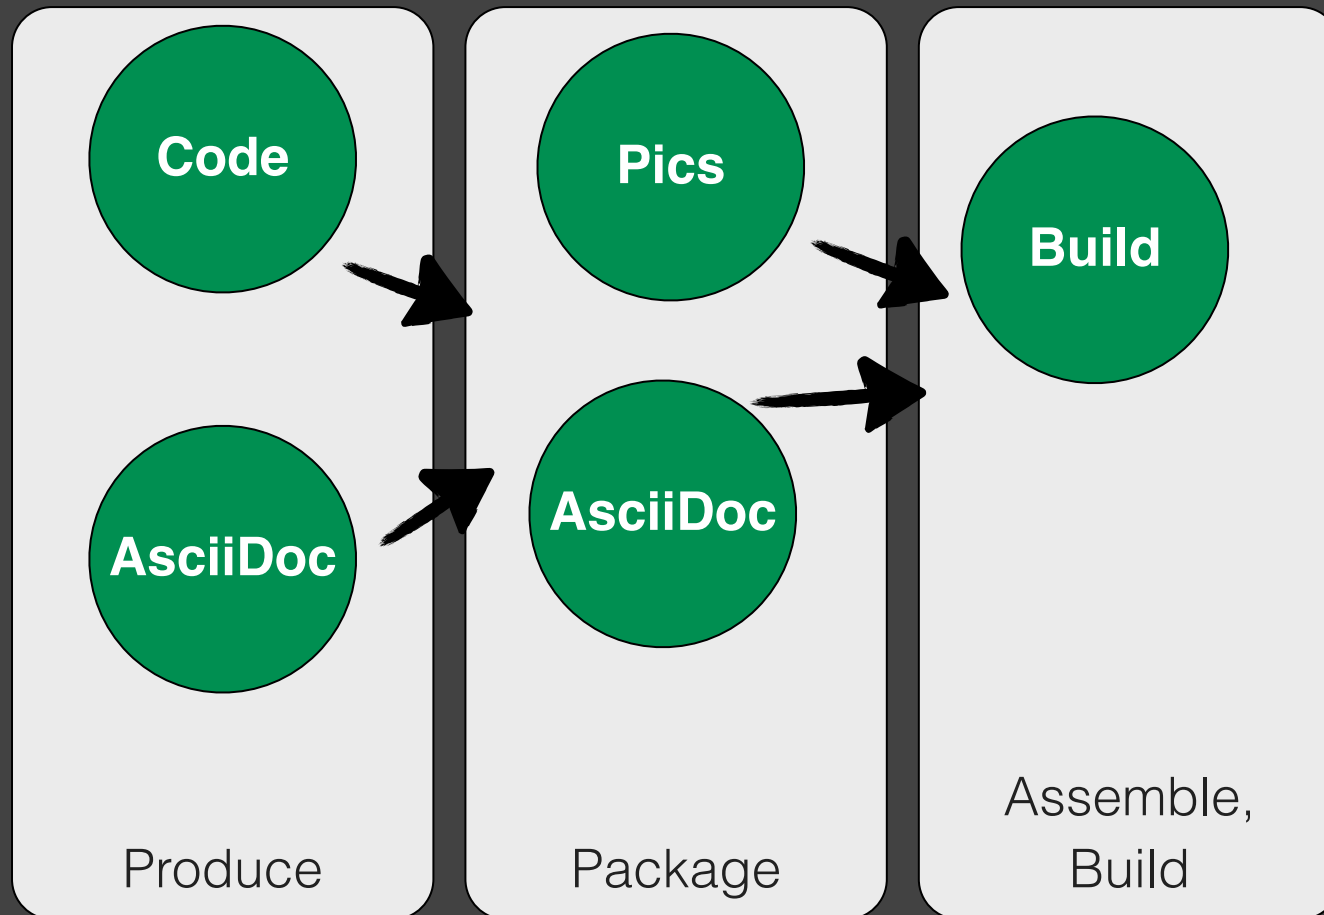 Code
AsciiDoc
Produce
Pics
AsciiDoc
Package
Build
Assemble,
Build